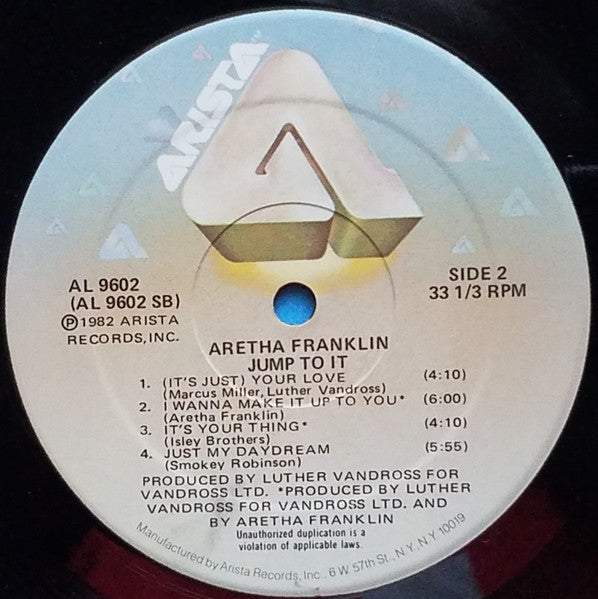 ARISTA
AL 9602
(AL 9602 SB)
Ⓟ1982 ARISTA
RECORDS, INC.
SIDE 2
33 1/3 RPM
ARETHA FRANKLIN
JUMP TO IT
1. (IT'S JUST) YOUR LOVE (4:10)
(Marcus Miller, Luther Vandross)
2. I WANNA MAKE IT UP TO YOU* (6:00)
(Aretha Franklin)
3. IT'S YOUR THING* (4:10)
(Isley Brothers)
4. JUST MY DAYDREAM (5:55)
(Smokey Robinson)
PRODUCED BY LUTHER VANDROSS FOR
VANDROSS LTD. *PRODUCED BY LUTHER
VANDROSS FOR VANDROSS LTD. AND
BY ARETHA FRANKLIN
Unauthorized duplication is a
violation of applicable laws.
Manufactured by Arista Records, Inc., 6 W 57th St., N.Y. N.Y 10019